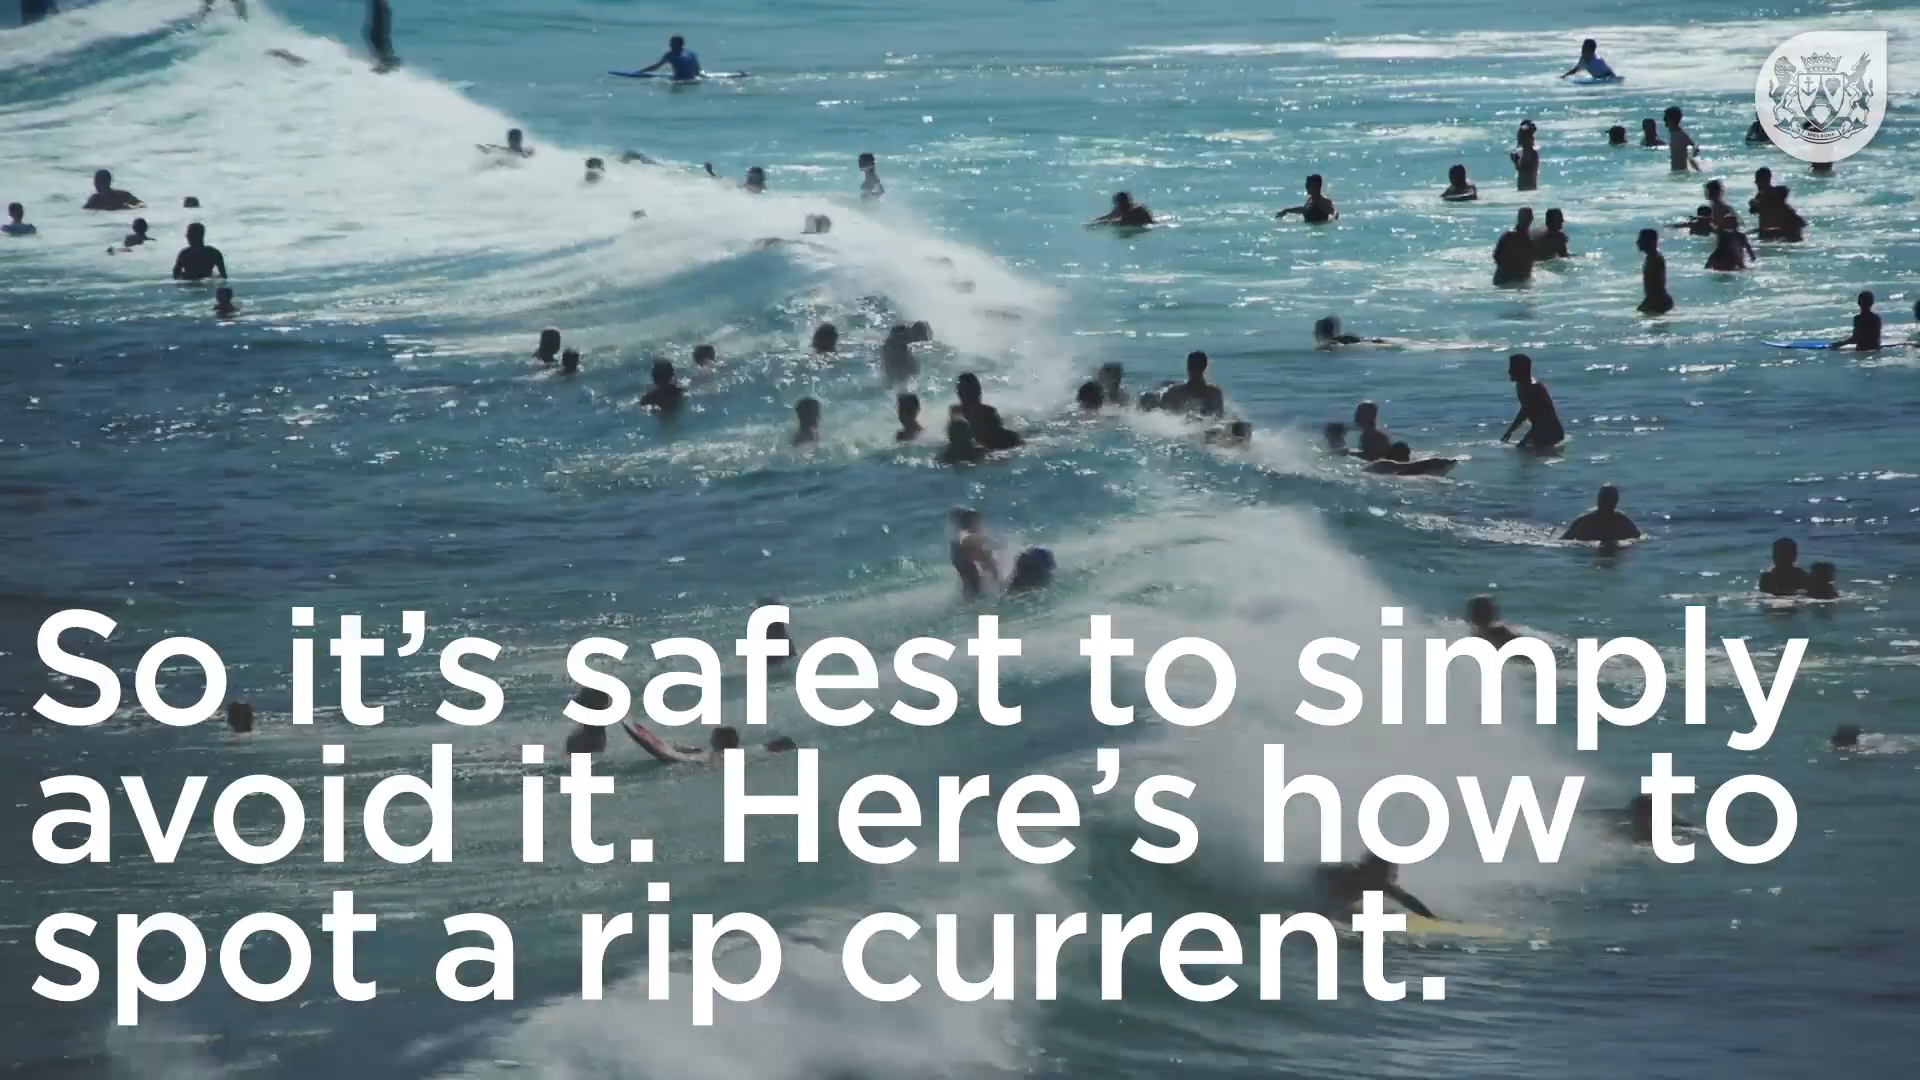 So it’s safest to simply
avoid it. Here’s how to
spot a rip current.